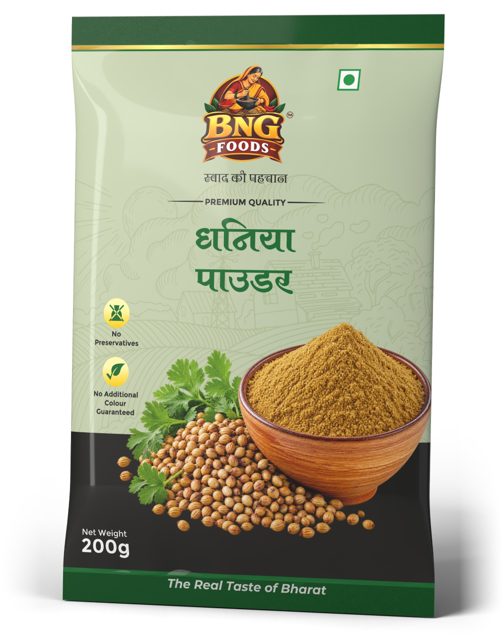 BNG
FOODS
™
स्वाद की पहचान
PREMIUM QUALITY
धनिया
पाउडर
No
Preservatives
No Additional
Colour
Guaranteed
Net Weight
200g
The Real Taste of Bharat